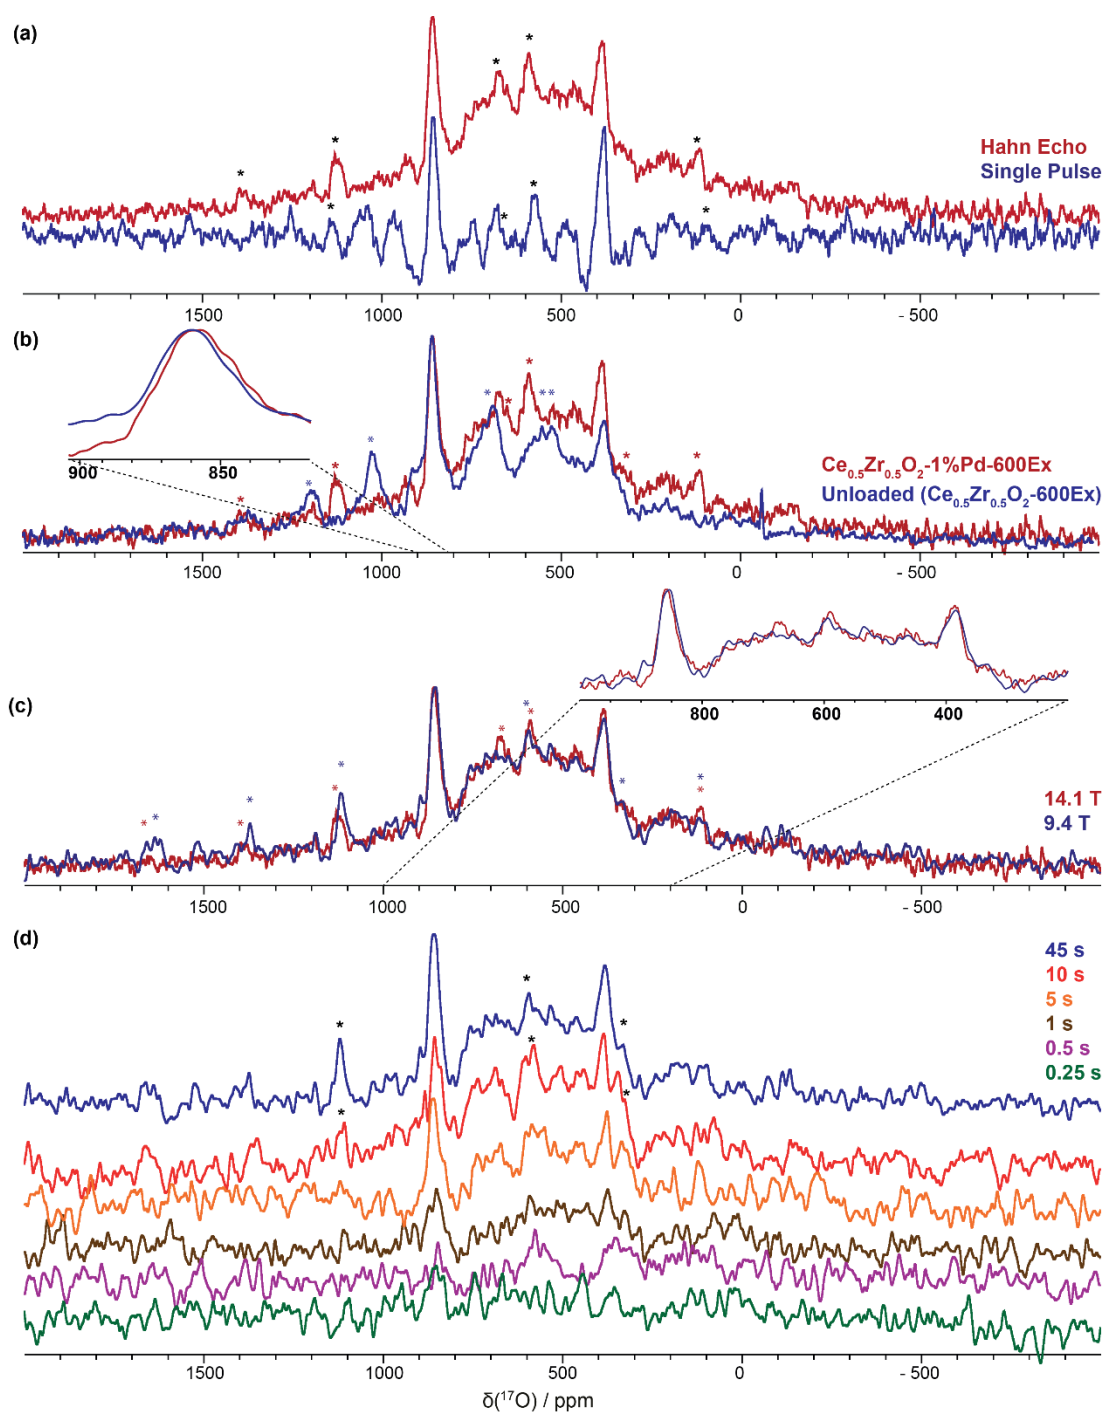 (a)
* * * * * *
Hahn Echo
Single Pulse
* * * * *
1500 1000 500 0 - 500
(b)
* * * * * * * * * *
900 850
Ce0.5Zr0.5O2-1%Pd-600Ex
Unloaded (Ce0.5Zr0.5O2-600Ex)
1500 1000 500 0 - 500
800 600 400
(c)
* * * * * * * * * * * *
14.1 T
9.4 T
1500 1000 500 0 - 500
(d)
45 s
10 s
5 s
1 s
0.5 s
0.25 s
* * *
* * *
1500 1000 500 0 - 500
δ(¹⁷O) / ppm